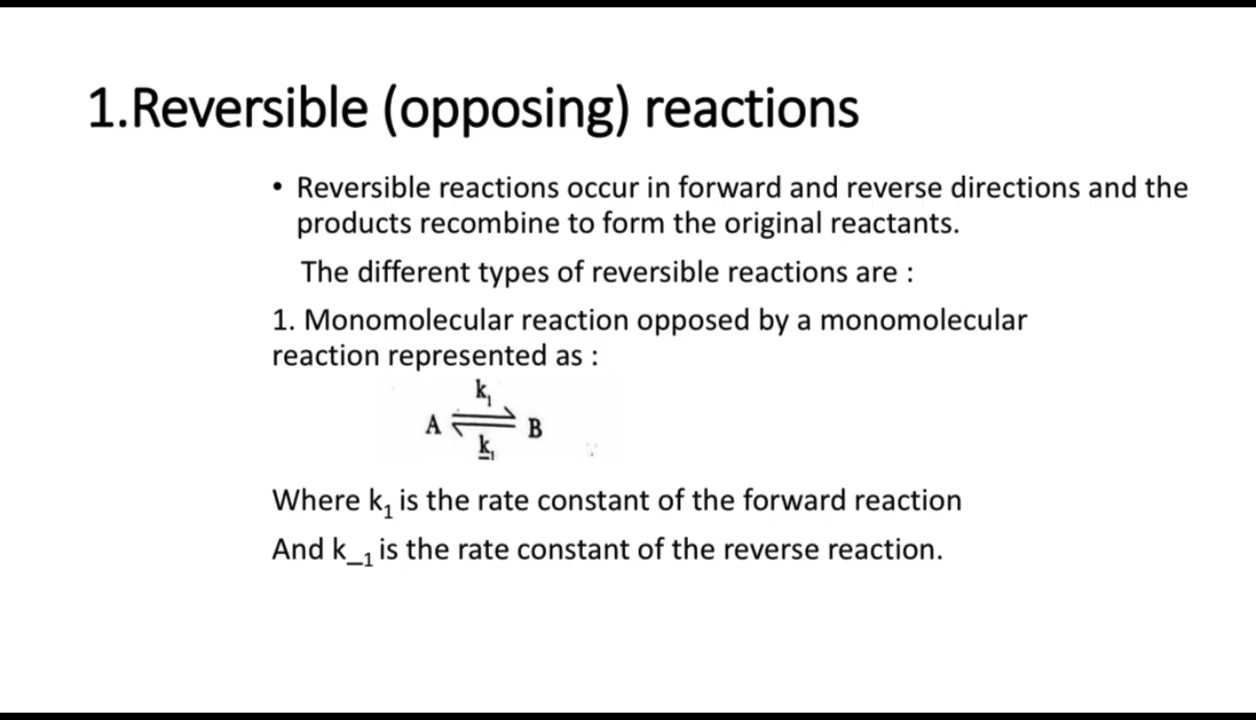 1.Reversible (opposing) reactions
• Reversible reactions occur in forward and reverse directions and the
products recombine to form the original reactants.
The different types of reversible reactions are :
1. Monomolecular reaction opposed by a monomolecular
reaction represented as :
k₁
A ⇌ B
k₋₁
Where k₁ is the rate constant of the forward reaction
And k_₁ is the rate constant of the reverse reaction.